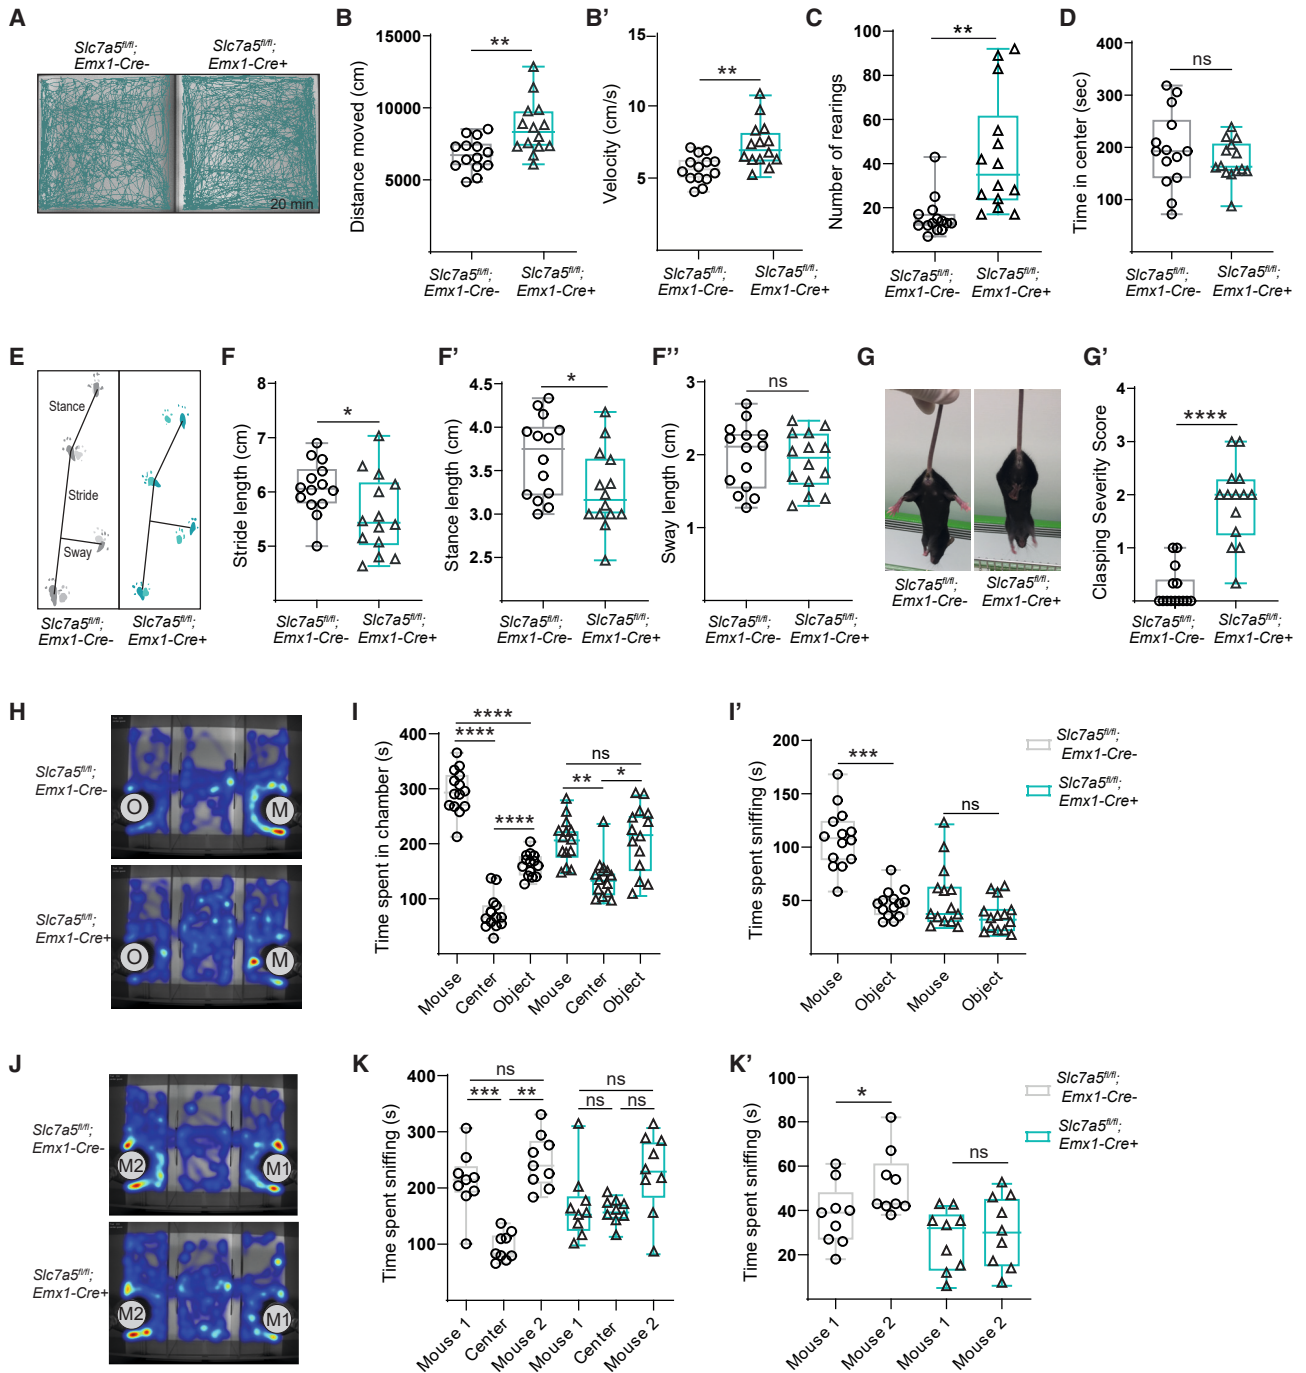 A
Slc7a5fl/fl;
Emx1-Cre-
Slc7a5fl/fl;
Emx1-Cre+
20 min
B
Distance moved (cm)
15000
10000
5000
**
Slc7a5fl/fl;
Emx1-Cre-
Slc7a5fl/fl;
Emx1-Cre+
B'
Velocity (cm/s)
15
10
5
**
Slc7a5fl/fl;
Emx1-Cre-
Slc7a5fl/fl;
Emx1-Cre+
C
Number of rearings
100
80
60
40
20
**
Slc7a5fl/fl;
Emx1-Cre-
Slc7a5fl/fl;
Emx1-Cre+
D
Time in center (sec)
400
300
200
100
ns
Slc7a5fl/fl;
Emx1-Cre-
Slc7a5fl/fl;
Emx1-Cre+
E
Stance
Stride
Sway
Slc7a5fl/fl;
Emx1-Cre-
Slc7a5fl/fl;
Emx1-Cre+
F
Stride length (cm)
8
7
6
5
*
Slc7a5fl/fl;
Emx1-Cre-
Slc7a5fl/fl;
Emx1-Cre+
F'
Stance length (cm)
4.5
4.0
3.5
3.0
2.5
*
Slc7a5fl/fl;
Emx1-Cre-
Slc7a5fl/fl;
Emx1-Cre+
F''
Sway length (cm)
3
2
1
ns
Slc7a5fl/fl;
Emx1-Cre-
Slc7a5fl/fl;
Emx1-Cre+
G
Slc7a5fl/fl;
Emx1-Cre-
Slc7a5fl/fl;
Emx1-Cre+
G'
Clasping Severity Score
4
3
2
1
****
Slc7a5fl/fl;
Emx1-Cre-
Slc7a5fl/fl;
Emx1-Cre+
H
Slc7a5fl/fl;
Emx1-Cre-
O
M
Slc7a5fl/fl;
Emx1-Cre+
O
M
I
Time spent in chamber (s)
400
300
200
100
****
****
****
ns
**
*
Mouse
Center
Object
Mouse
Center
Object
I'
Time spent sniffing (s)
200
150
100
50
***
ns
Mouse
Object
Mouse
Object
Slc7a5fl/fl;
Emx1-Cre-
Slc7a5fl/fl;
Emx1-Cre+
J
Slc7a5fl/fl;
Emx1-Cre-
M2
M1
Slc7a5fl/fl;
Emx1-Cre+
M2
M1
K
Time spent sniffing (s)
400
300
200
100
ns
***
**
ns
ns
ns
Mouse 1
Center
Mouse 2
Mouse 1
Center
Mouse 2
K'
Time spent sniffing (s)
100
80
60
40
20
*
ns
Mouse 1
Mouse 2
Mouse 1
Mouse 2
Slc7a5fl/fl;
Emx1-Cre-
Slc7a5fl/fl;
Emx1-Cre+